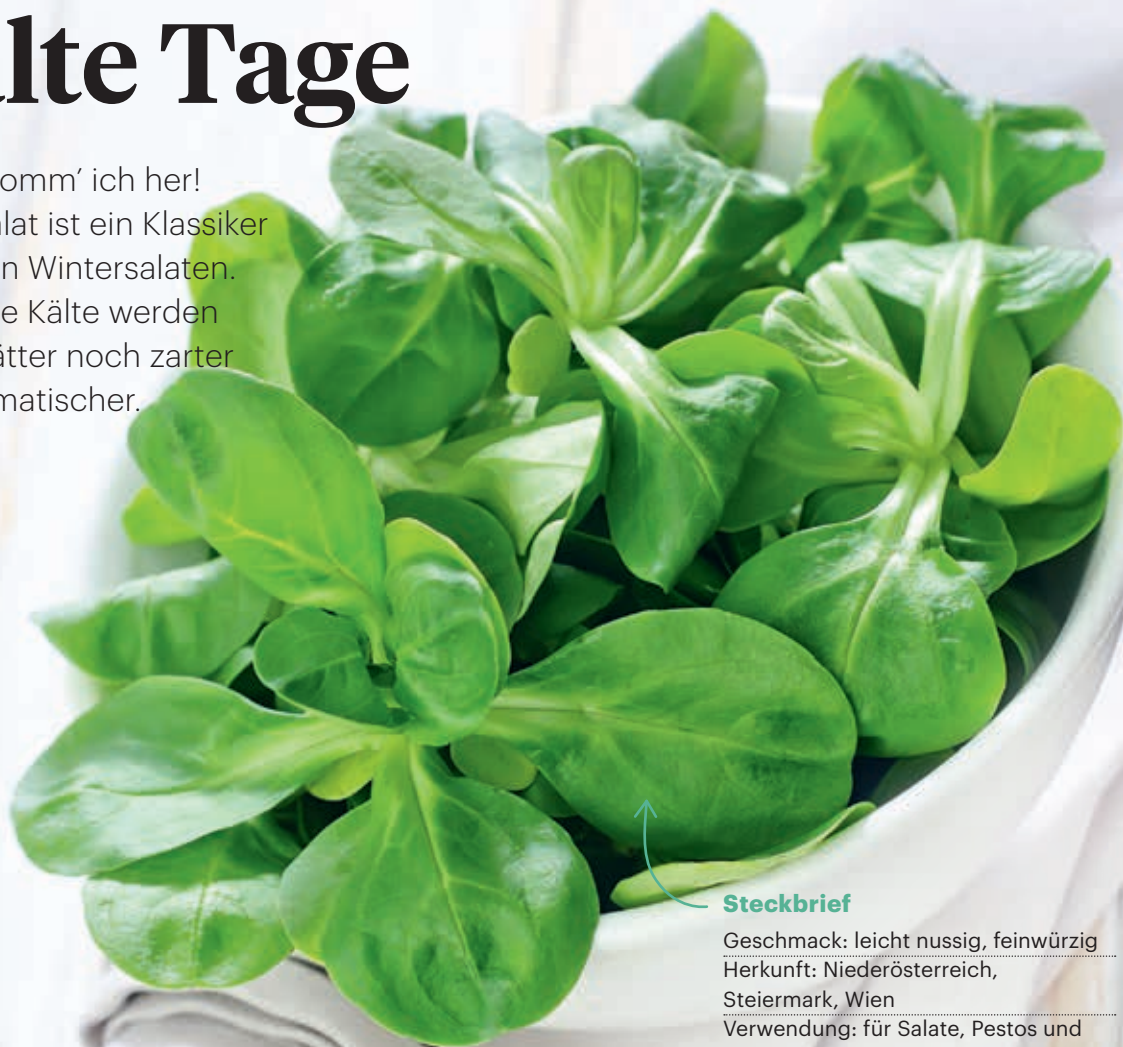 lte Tage
omm’ ich her!
lat ist ein Klassiker
n Wintersalaten.
e Kälte werden
ätter noch zarter
matischer.
Steckbrief
Geschmack: leicht nussig, feinwürzig
Herkunft: Niederösterreich,
Steiermark, Wien
Verwendung: für Salate, Pestos und